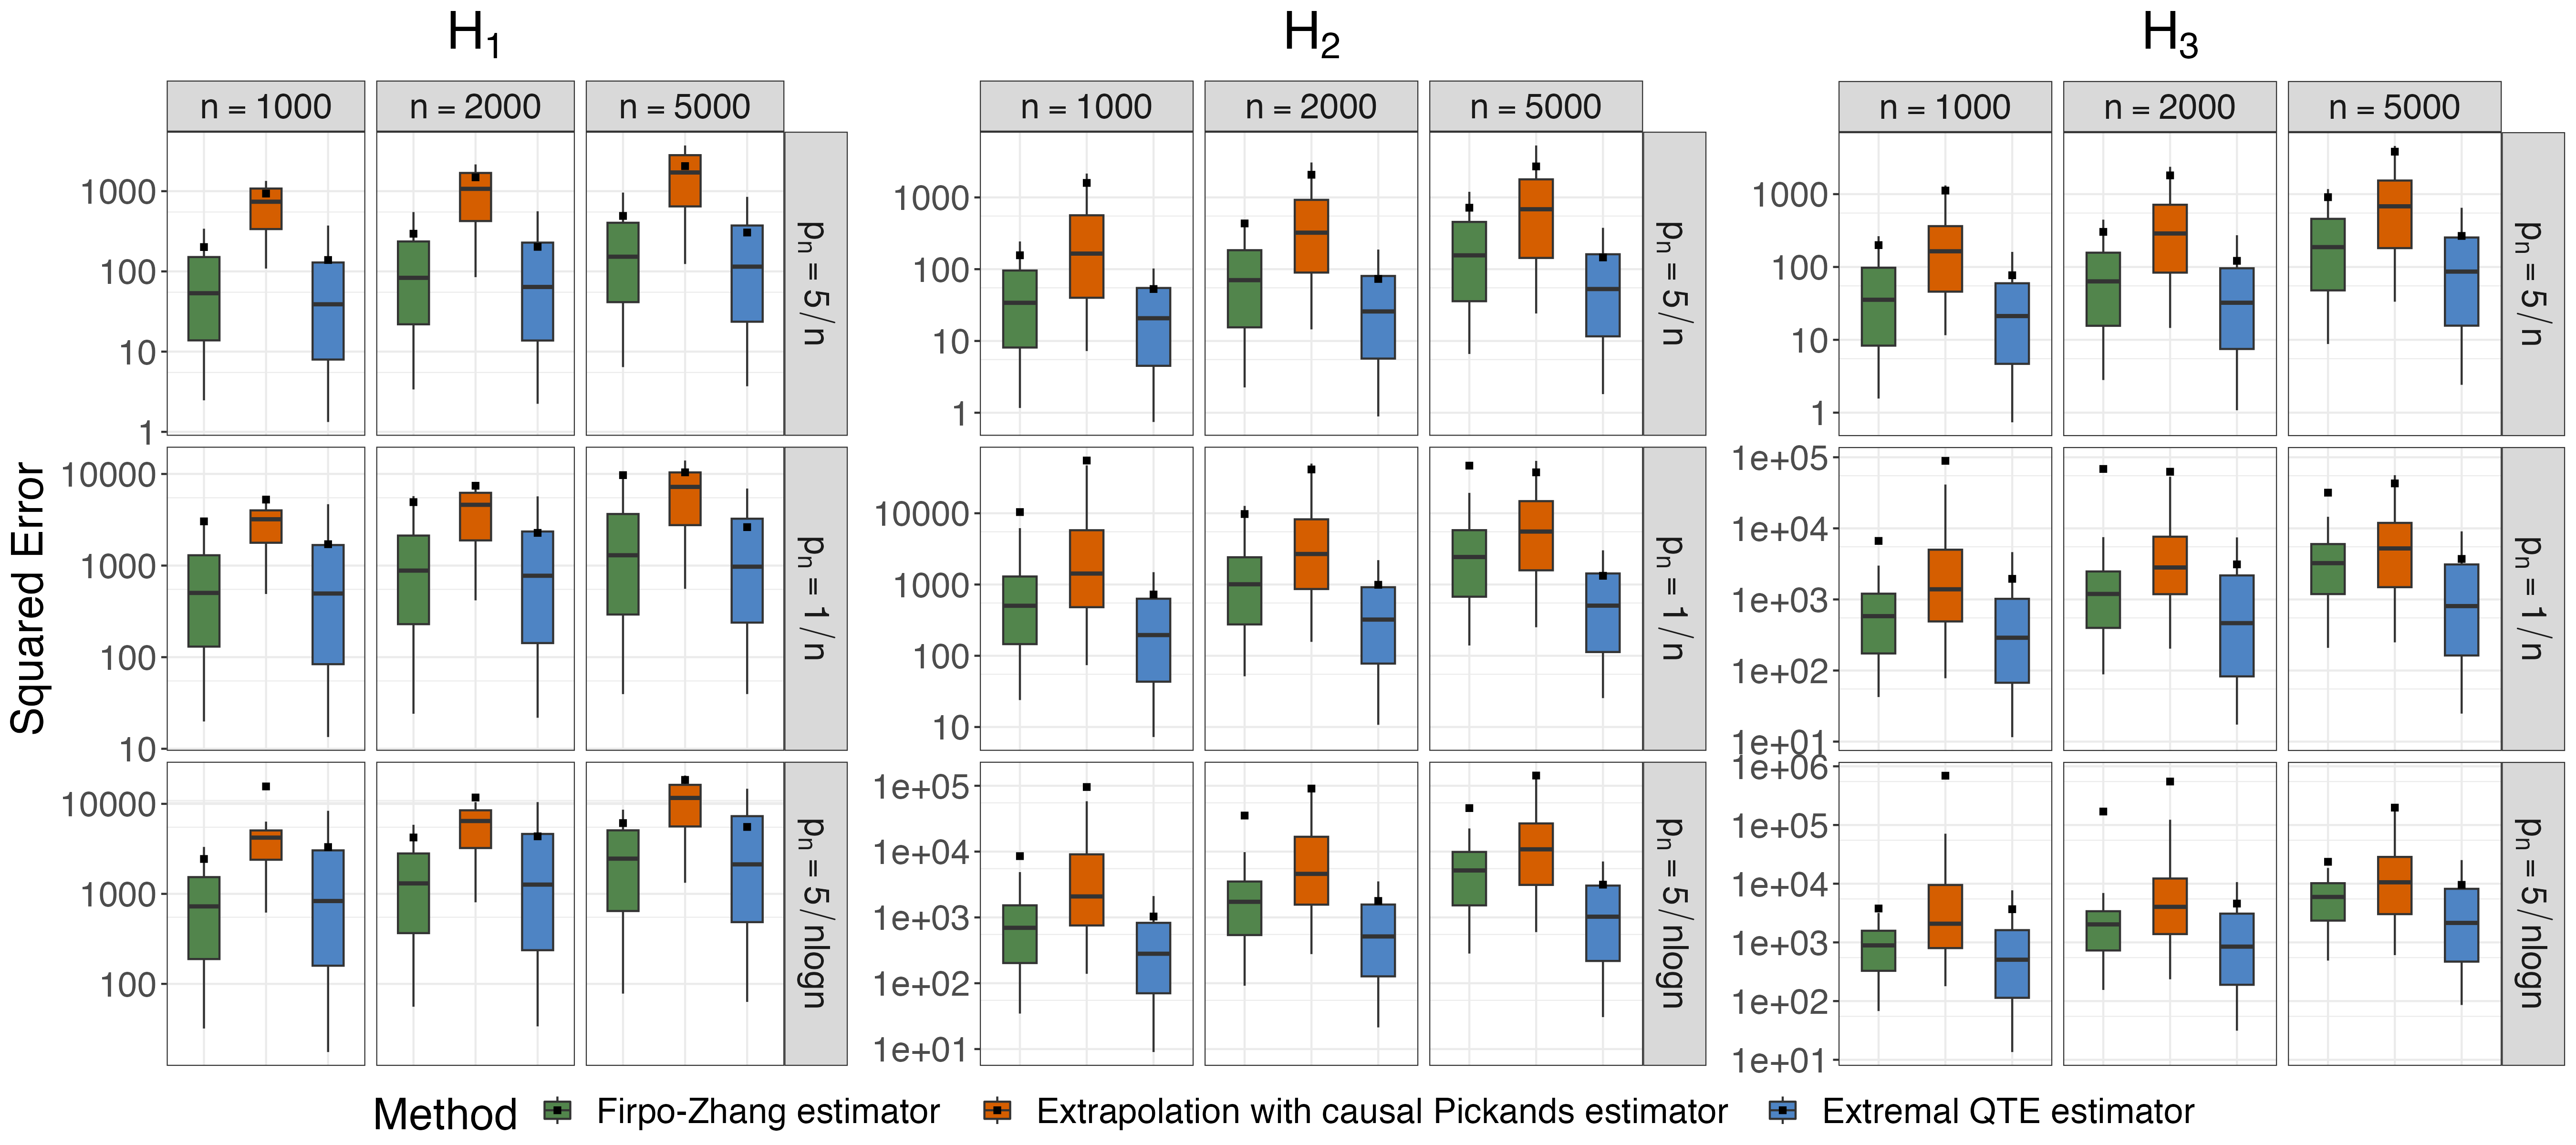 H1 H2 H3
n = 1000 n = 2000 n = 5000 n = 1000 n = 2000 n = 5000 n = 1000 n = 2000 n = 5000
Squared Error
1000
100
10
1
pn = 5/n
1000
100
10
1
pn = 5/n
1000
100
10
1
pn = 5/n
10000
1000
100
10
pn = 1/n
10000
1000
100
10
pn = 1/n
1e+05
1e+04
1e+03
1e+02
1e+01
pn = 1/n
10000
1000
100
pn = 5/nlogn
1e+05
1e+04
1e+03
1e+02
1e+01
pn = 5/nlogn
1e+06
1e+05
1e+04
1e+03
1e+02
1e+01
pn = 5/nlogn
Method Firpo-Zhang estimator Extrapolation with causal Pickands estimator Extremal QTE estimator